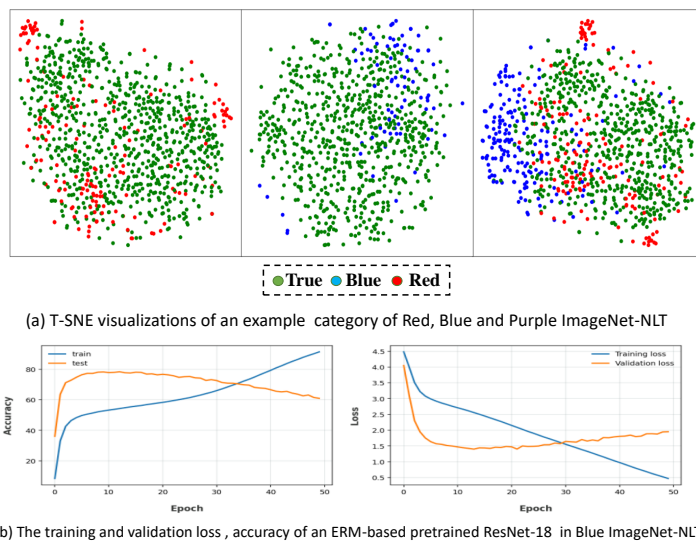 True Blue Red
(a) T-SNE visualizations of an example category of Red, Blue and Purple ImageNet-NLT
train
test
Accuracy
80
60
40
20
0 10 20 30 40 50
Epoch
Training loss
Validation loss
Loss
4.5
4.0
3.5
3.0
2.5
2.0
1.5
1.0
0.5
0 10 20 30 40 50
Epoch
b) The training and validation loss , accuracy of an ERM-based pretrained ResNet-18 in Blue ImageNet-NLT